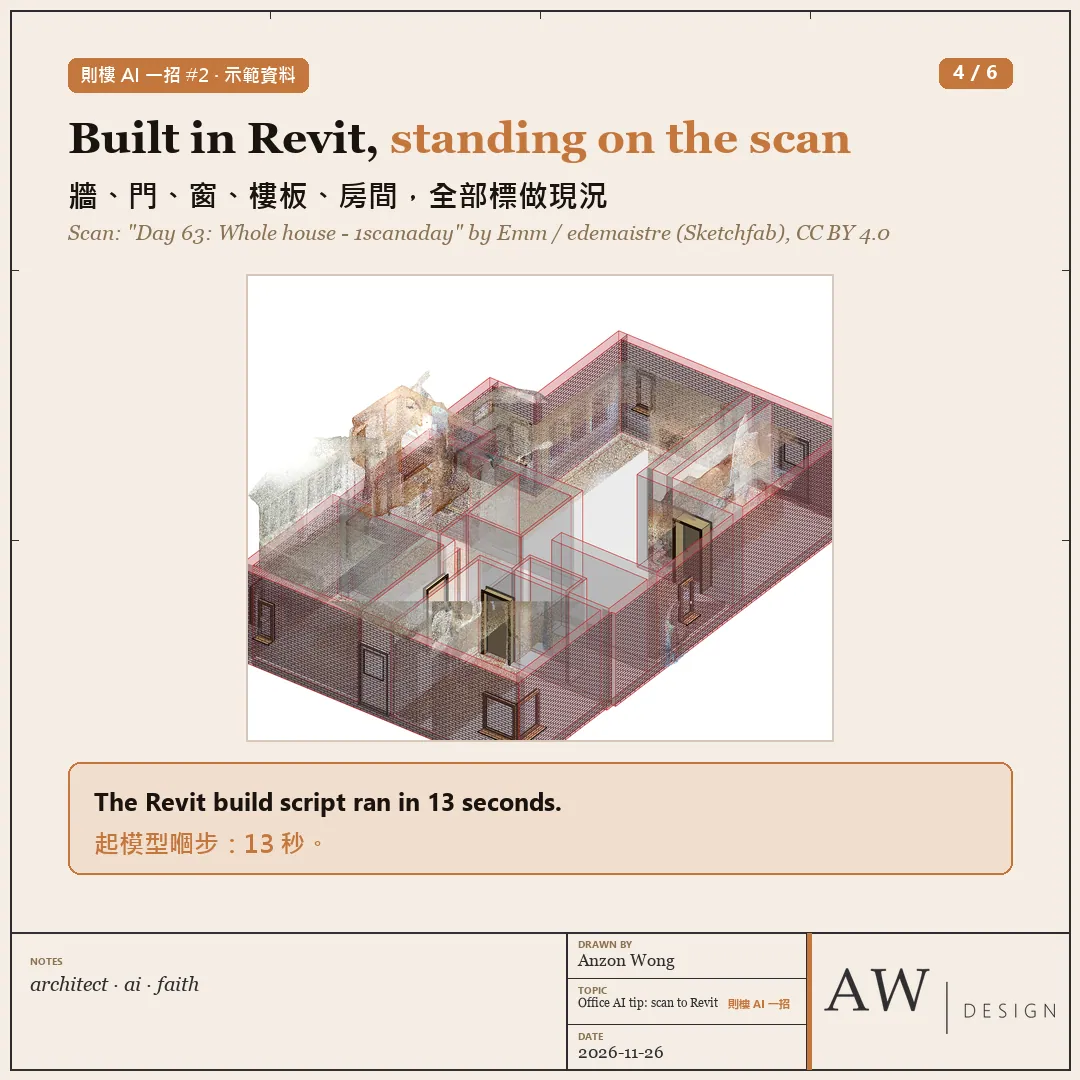 則樓 AI 一招 #2 · 示範資料
4 / 6
Built in Revit, standing on the scan
牆、門、窗、樓板、房間，全部標做現況
Scan: "Day 63: Whole house - 1scanaday" by Emm / edemaistre (Sketchfab), CC BY 4.0
The Revit build script ran in 13 seconds.
起模型嗰步：13 秒。
NOTES
architect · ai · faith
DRAWN BY
Anzon Wong
TOPIC
Office AI tip: scan to Revit 則樓 AI 一招
DATE
2026-11-26
AW DESIGN